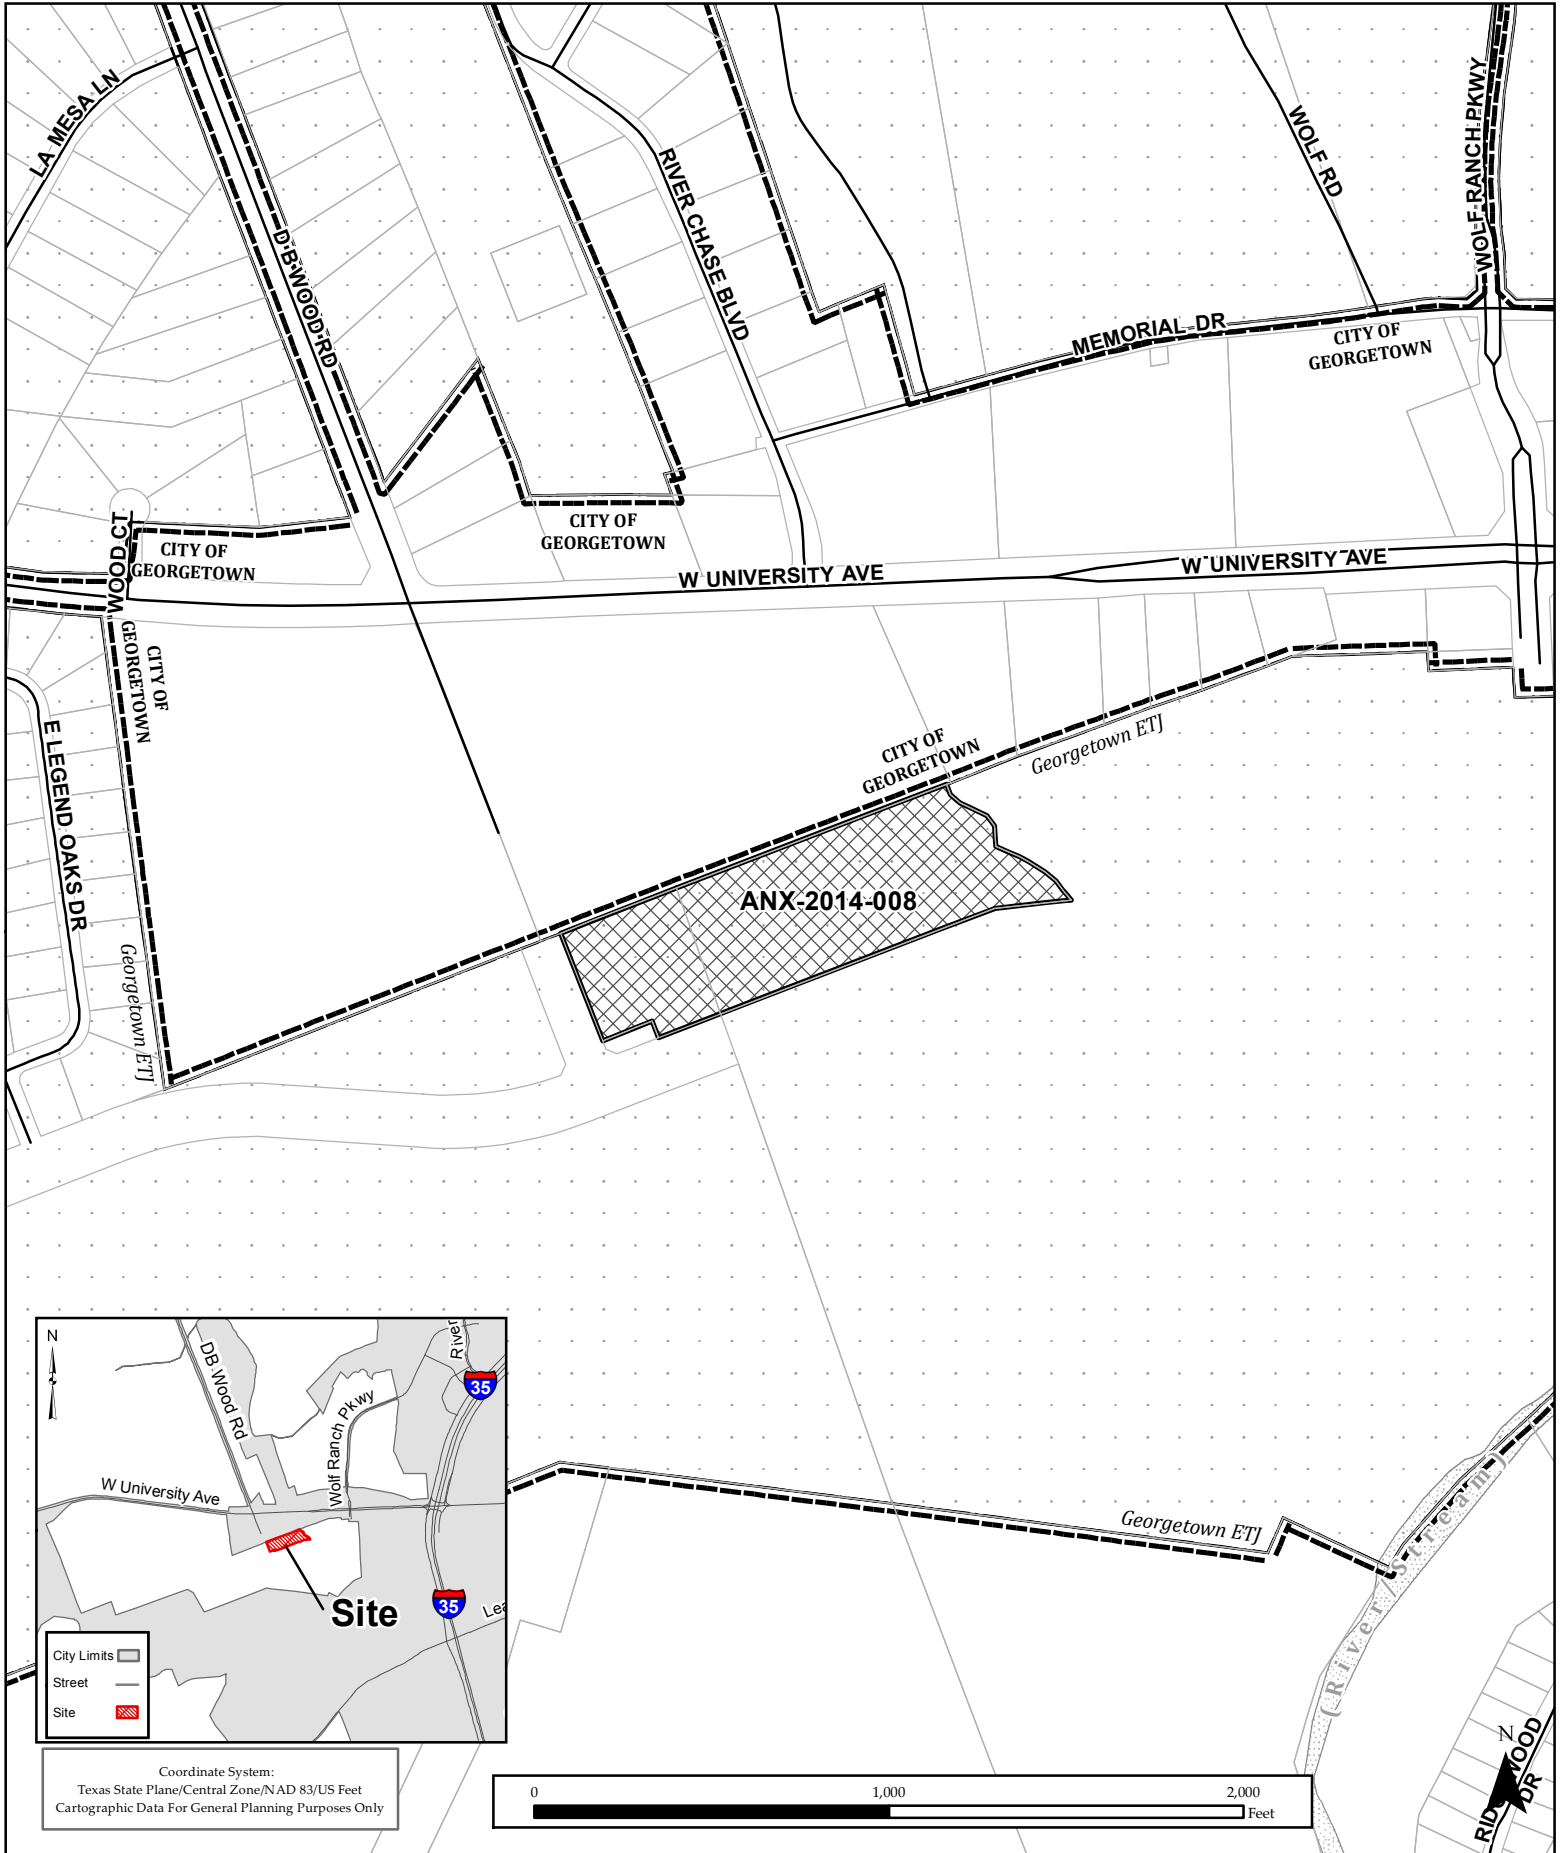 LA MESA LN
D B WOOD RD
RIVER CHASE BLVD
WOLF RD
WOLF RANCH PKWY
MEMORIAL DR
CITY OF
GEORGETOWN
CITY OF
GEORGETOWN
CITY OF
GEORGETOWN
WOOD CT
W UNIVERSITY AVE
W UNIVERSITY AVE
CITY OF
GEORGETOWN
E LEGEND OAKS DR
CITY OF
GEORGETOWN
Georgetown ETJ
ANX-2014-008
Georgetown ETJ
Georgetown ETJ
(River/Stream)
N
DB Wood Rd
River
35
Wolf Ranch Pkwy
W University Ave
Site
35
Lea
City Limits
Street
Site
Coordinate System:
Texas State Plane/Central Zone/NAD 83/US Feet
Cartographic Data For General Planning Purposes Only
0 1,000 2,000
Feet
N
DR